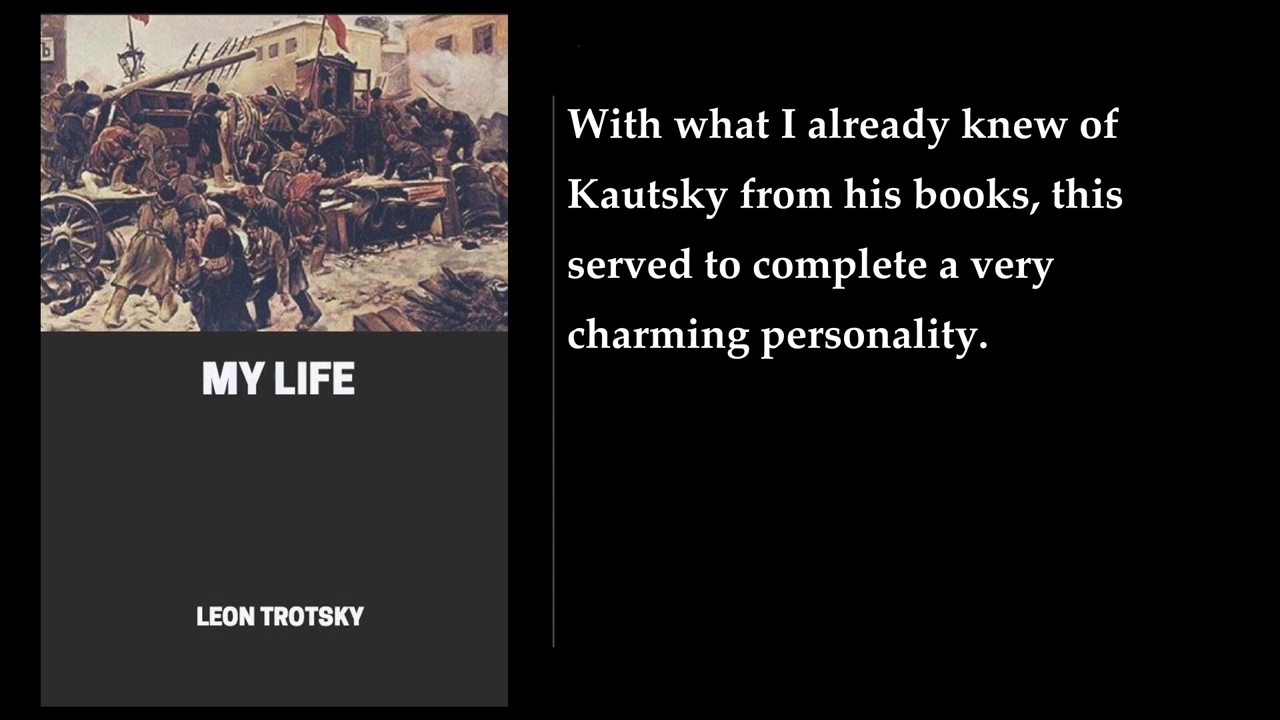 MY LIFE
LEON TROTSKY
With what I already knew of
Kautsky from his books, this
served to complete a very
charming personality.